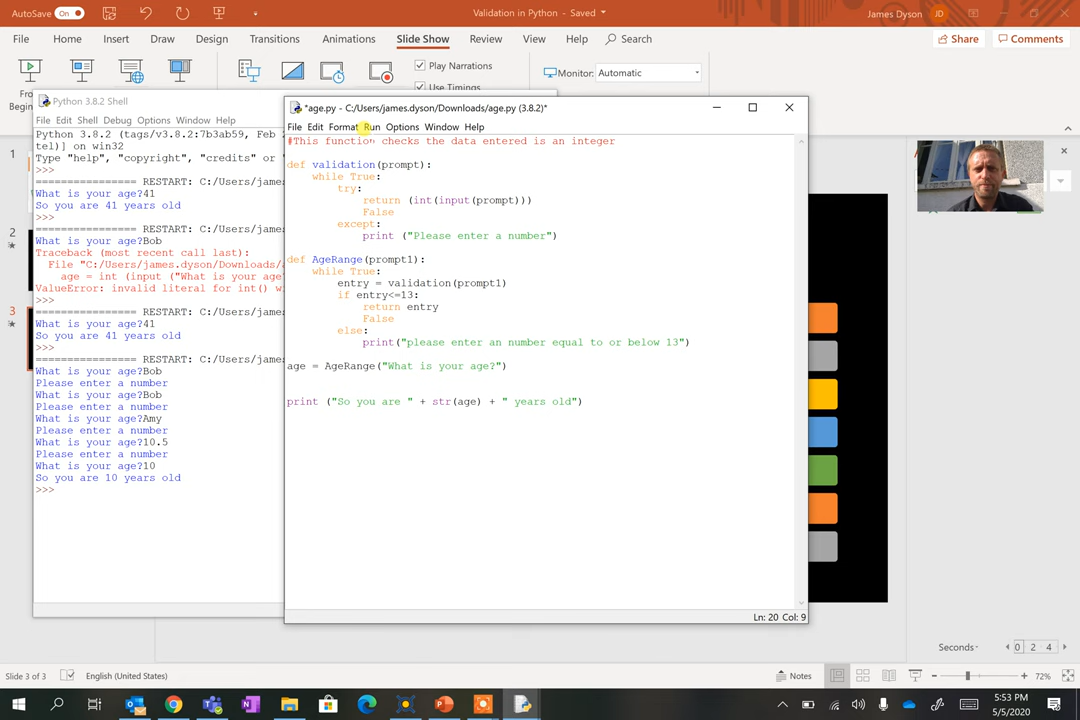 AutoSave On Validation in Python - Saved James Dyson JD
File Home Insert Draw Design Transitions Animations Slide Show Review View Help Search Share Comments
Play Narrations
Monitor: Automatic
Use Timings
Begin
Python 3.8.2 Shell
File Edit Shell Debug Options Window Help
Python 3.8.2 (tags/v3.8.2:7b3ab59, Feb
tel)] on win32
Type "help", "copyright", "credits" or
>>>
================ RESTART: C:/Users/james
What is your age?41
So you are 41 years old
>>>
================ RESTART: C:/Users/james
What is your age?Bob
Traceback (most recent call last):
File "C:/Users/james.dyson/Downloads/
age = int (input ("What is your age
ValueError: invalid literal for int() wi
>>>
================ RESTART: C:/Users/james
What is your age?41
So you are 41 years old
>>>
================ RESTART: C:/Users/james
What is your age?Bob
Please enter a number
What is your age?Bob
Please enter a number
What is your age?Amy
Please enter a number
What is your age?10.5
Please enter a number
What is your age?10
So you are 10 years old
>>>
*age.py - C:/Users/james.dyson/Downloads/age.py (3.8.2)*
File Edit Format Run Options Window Help
#This function checks the data entered is an integer
def validation(prompt):
while True:
try:
return (int(input(prompt)))
False
except:
print ("Please enter a number")
def AgeRange(prompt1):
while True:
entry = validation(prompt1)
if entry<=13:
return entry
False
else:
print("please enter an number equal to or below 13")
age = AgeRange("What is your age?")
print ("So you are " + str(age) + " years old")
Ln: 20 Col: 9
1
2
3
Seconds 0 2 4
Slide 3 of 3 English (United States) Notes 72%
5:53 PM
5/5/2020